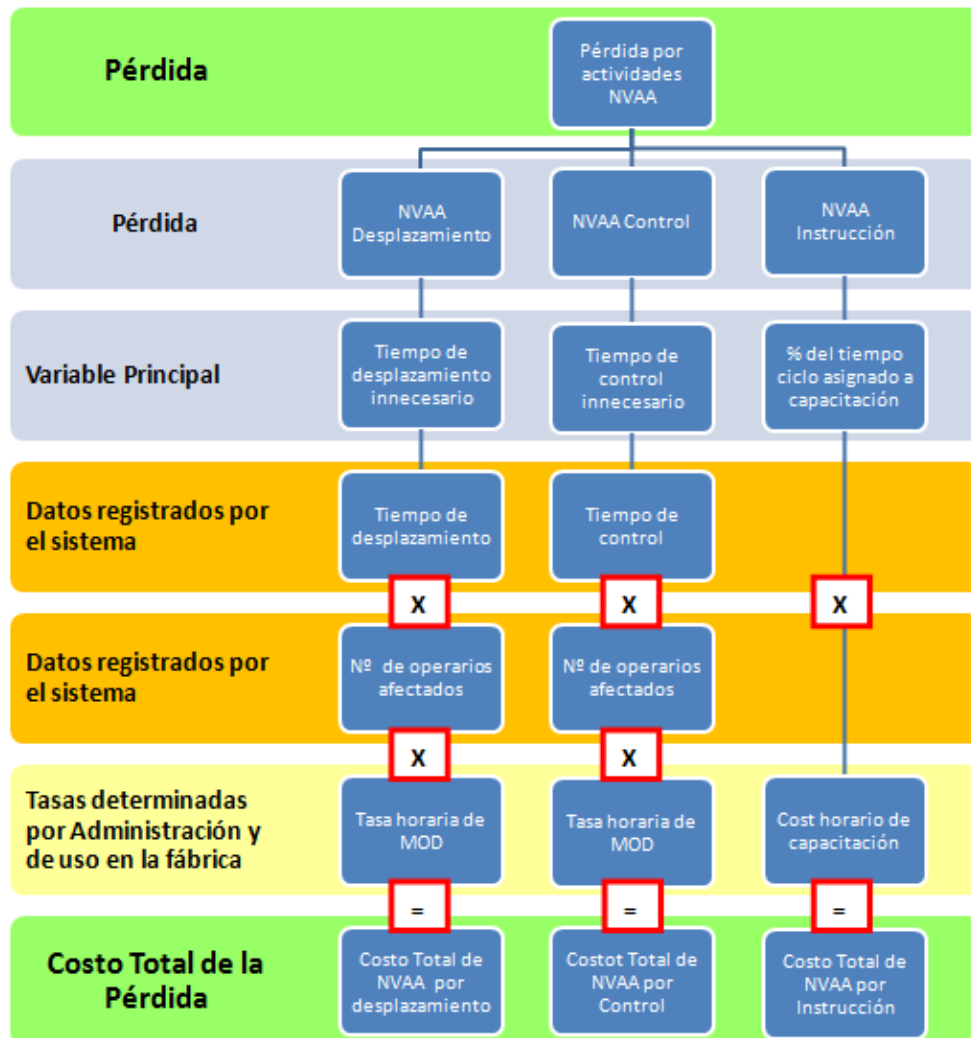 Pérdida
Pérdida por
actividades
NVAA
Pérdida
NVAA
Desplazamiento
NVAA Control
NVAA
Instrucción
Variable Principal
Tiempo de
desplazamiento
innecesario
Tiempo de
control
innecesario
% del tiempo
ciclo asignado a
capacitación
Datos registrados por
el sistema
Tiempo de
desplazamiento
Tiempo de
control
X
X
X
Datos registrados por
el sistema
Nº de operarios
afectados
Nº de operarios
afectados
X
X
Tasas determinadas
por Administración y
de uso en la fábrica
Tasa horaria de
MOD
Tasa horaria de
MOD
Cost horario de
capacitación
=
=
=
Costo Total de la
Pérdida
Costo Total de
NVAA por
desplazamiento
Costot Total de
NVAA por
Control
Costo Total de
NVAA por
Instrucción